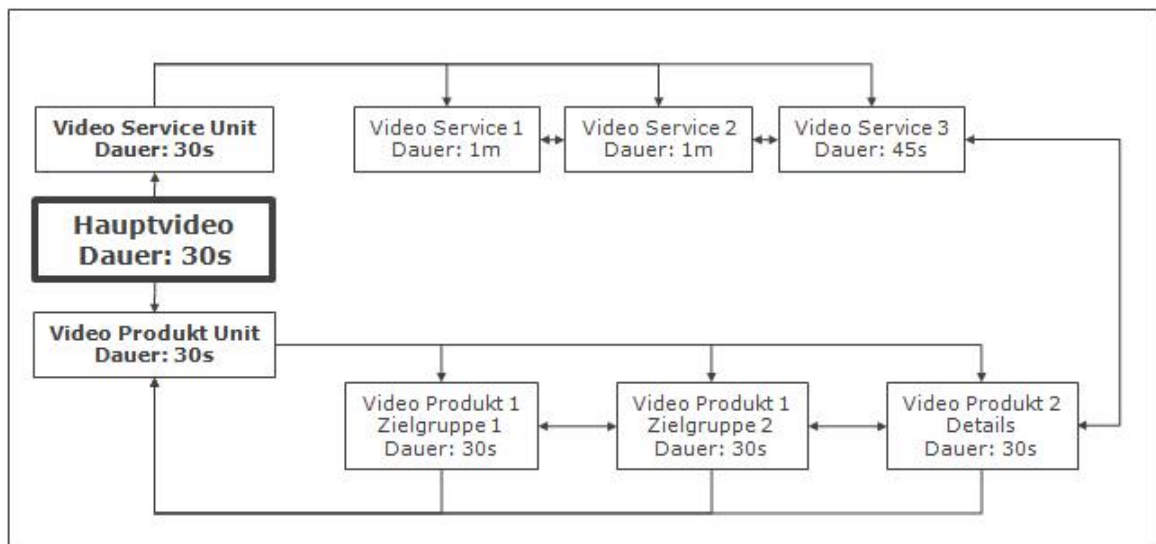 Video Service Unit
Dauer: 30s
Video Service 1
Dauer: 1m
Video Service 2
Dauer: 1m
Video Service 3
Dauer: 45s
Hauptvideo
Dauer: 30s
Video Produkt Unit
Dauer: 30s
Video Produkt 1
Zielgruppe 1
Dauer: 30s
Video Produkt 1
Zielgruppe 2
Dauer: 30s
Video Produkt 2
Details
Dauer: 30s